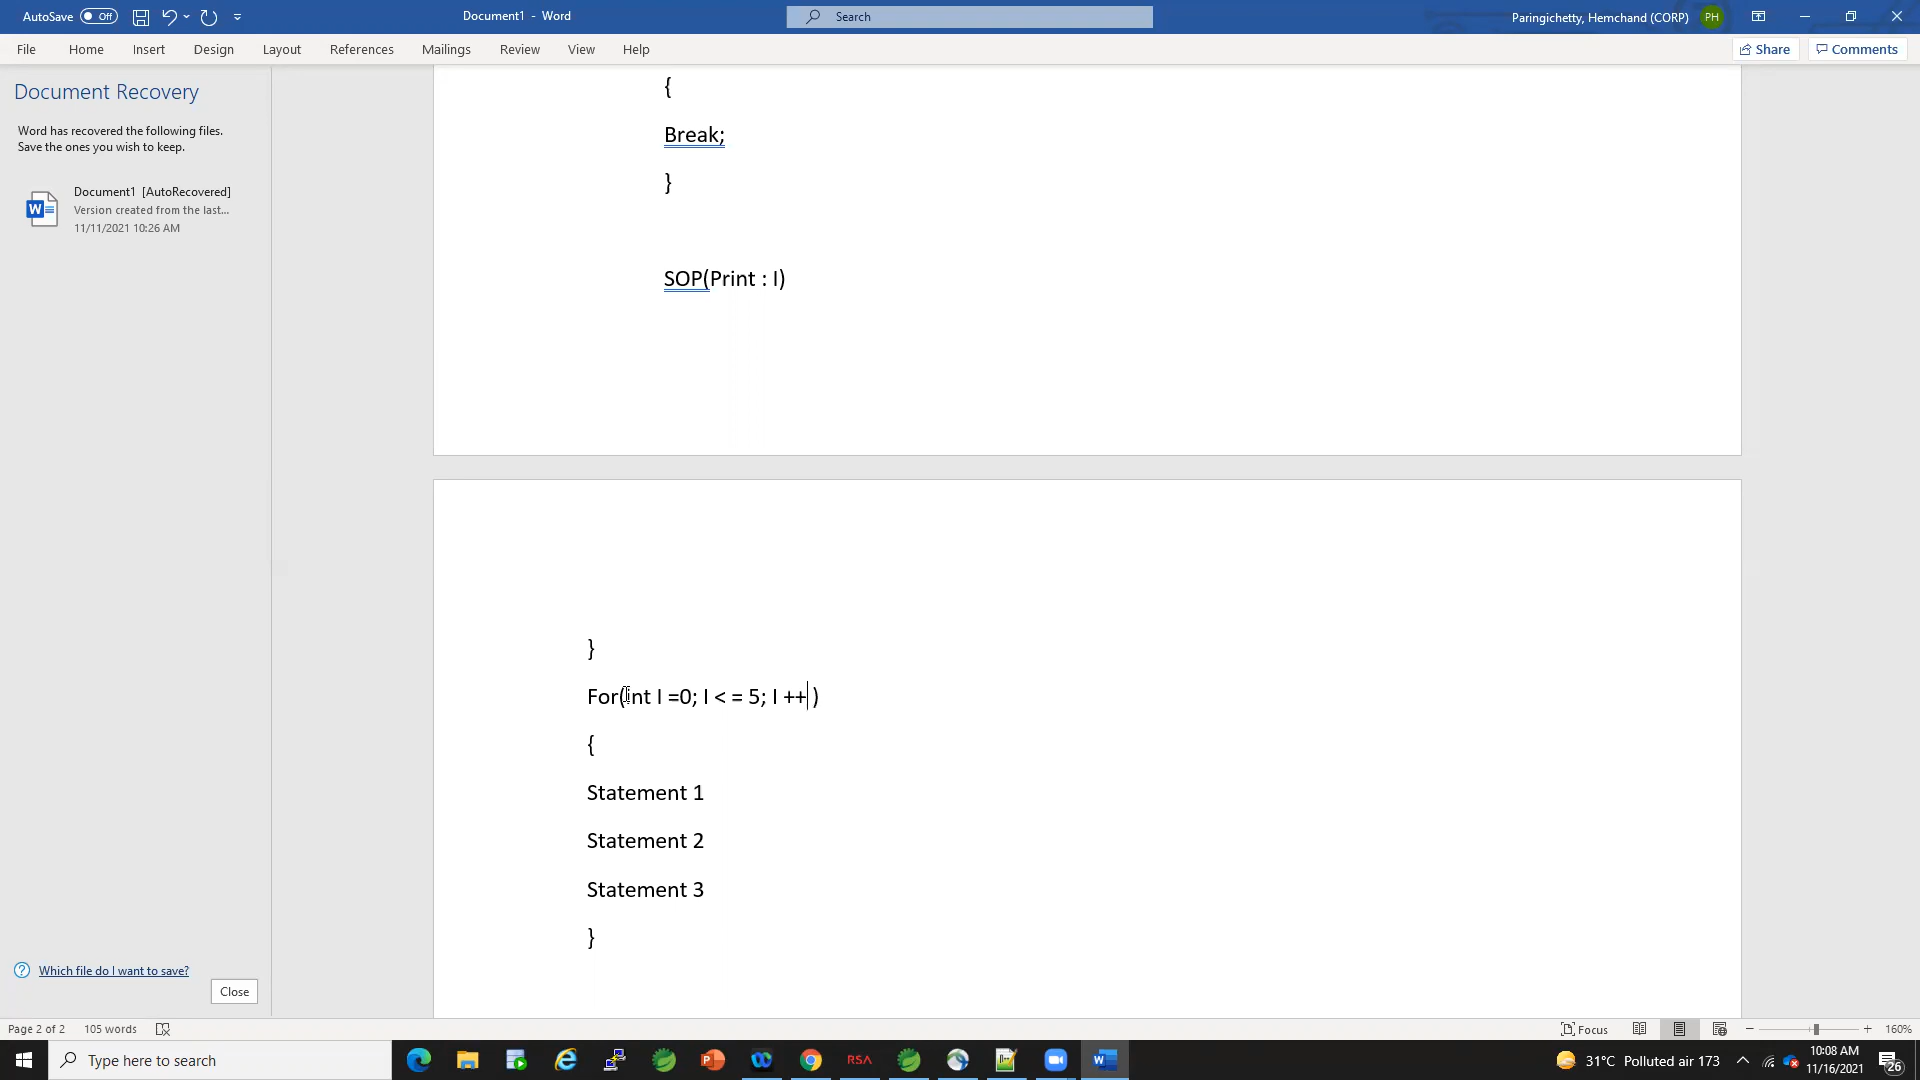 AutoSave Off
Document1 - Word
Search
Paringichetty, Hemchand (CORP) PH
File Home Insert Design Layout References Mailings Review View Help
Share Comments
Document Recovery
Word has recovered the following files.
Save the ones you wish to keep.
Document1 [AutoRecovered]
Version created from the last...
11/11/2021 10:26 AM
Which file do I want to save?
Close
{
Break;
}
SOP(Print : I)
}
For(int I =0; I < = 5; I ++ )
{
Statement 1
Statement 2
Statement 3
}
Page 2 of 2 105 words
Focus 160%
Type here to search
RSA
31°C Polluted air 173
10:08 AM
11/16/2021
26